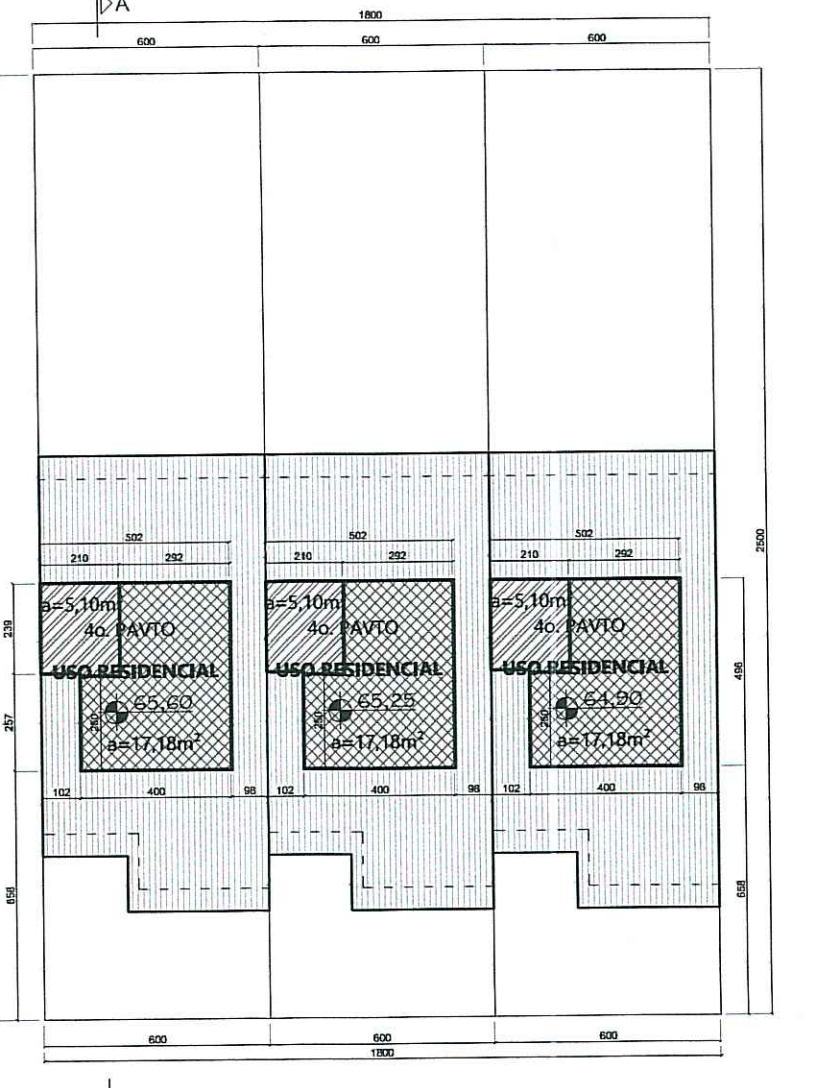 A
1800
600 600 600
2500
502 502 502
210 292 210 292 210 292
a=5,10m a=5,10m a=5,10m
4o. PAVTO 4o. PAVTO 4o. PAVTO
239
496
USO RESIDENCIAL USO RESIDENCIAL USO RESIDENCIAL
65,60 65,25 64,90
257
250 250 250
a=17,18m² a=17,18m² a=17,18m²
102 400 98 102 400 98 102 400 98
658 658
600 600 600
1800